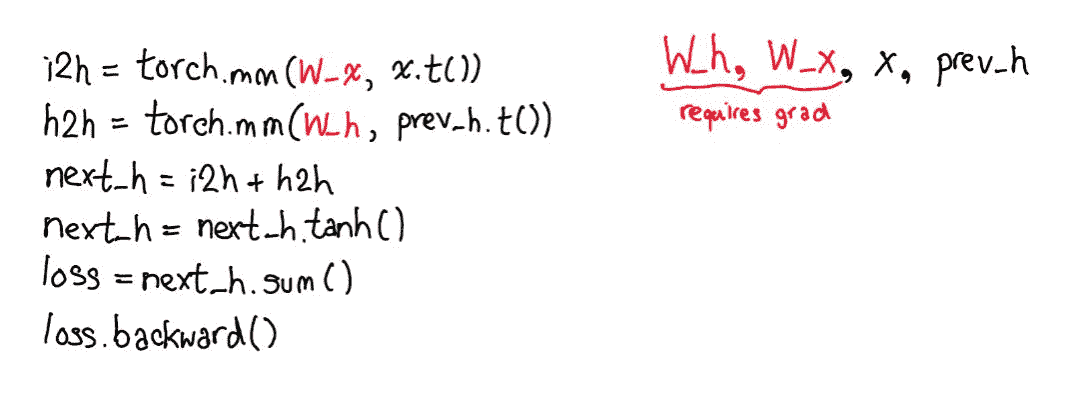 i2h = torch.mm(W_x, x.t())
h2h = torch.mm(W_h, prev_h.t())
next_h = i2h + h2h
next_h = next_h.tanh()
loss = next_h.sum()
loss.backward()
W_h, W_x, x, prev_h
requires grad